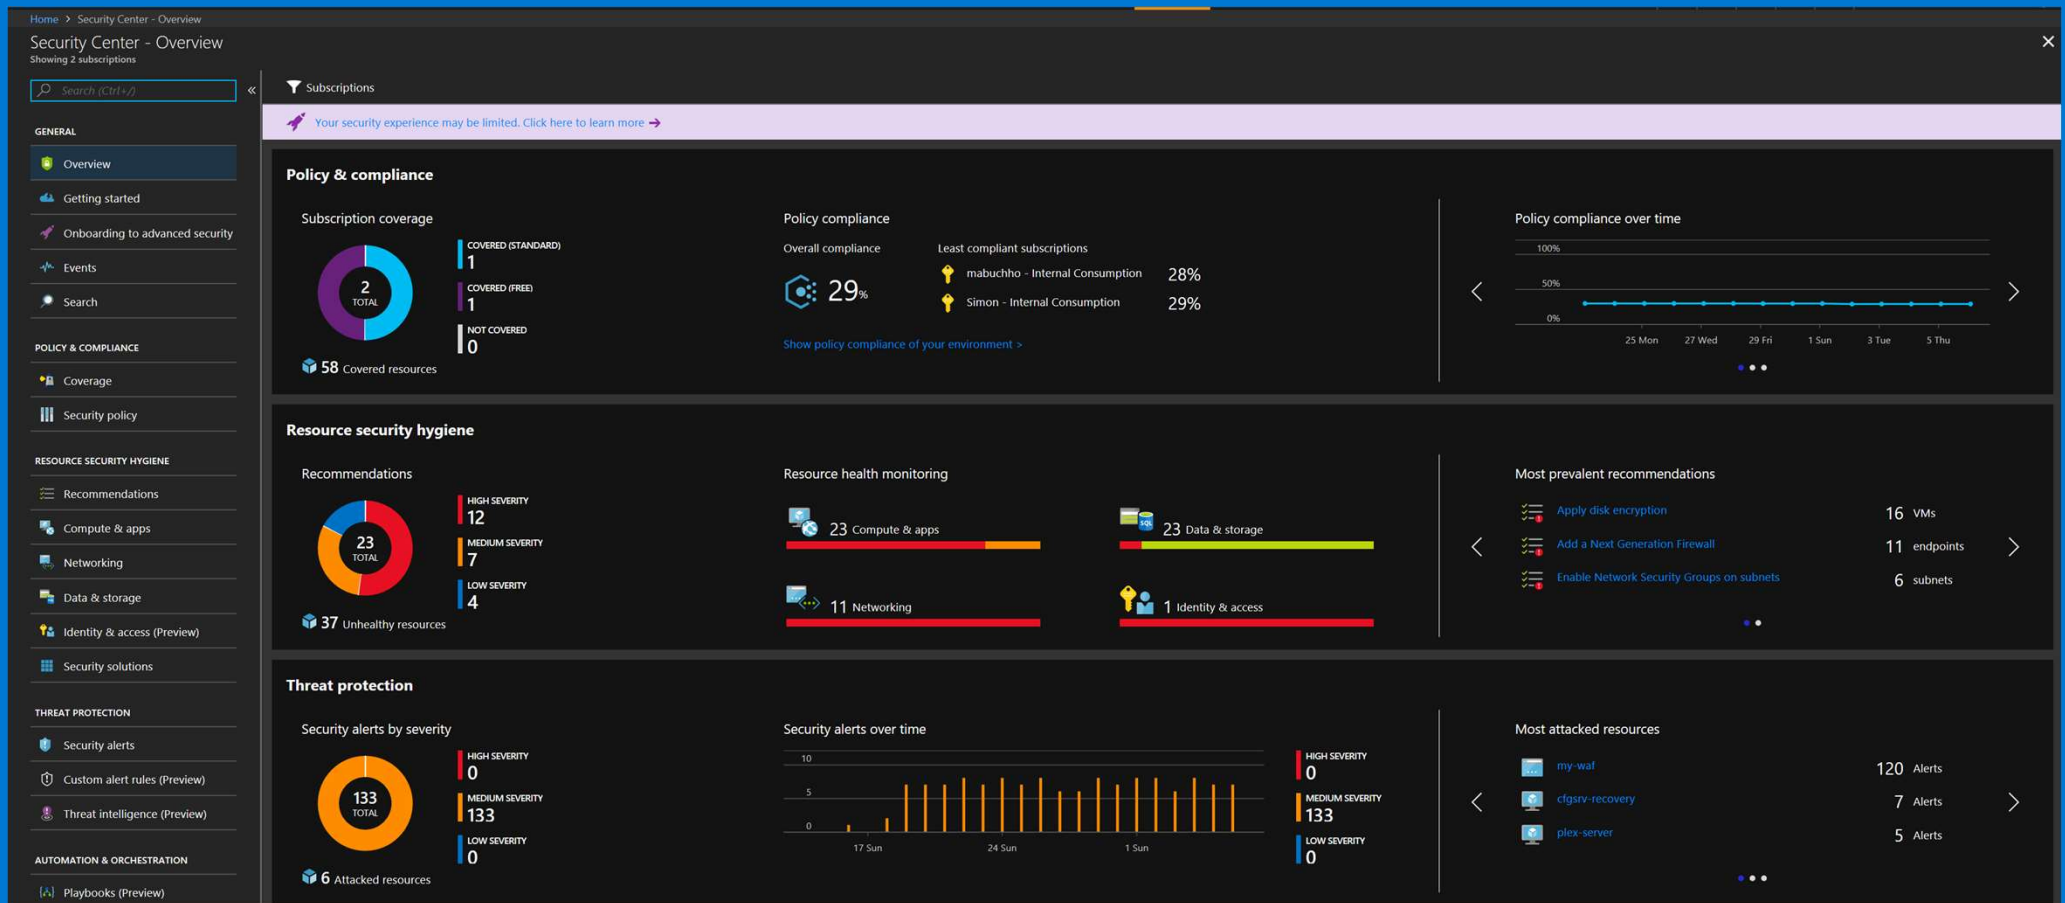 Home > Security Center - Overview
Security Center - Overview
Showing 2 subscriptions
Search (Ctrl+/)
«
GENERAL
Overview
Getting started
Onboarding to advanced security
Events
Search
POLICY & COMPLIANCE
Coverage
Security policy
RESOURCE SECURITY HYGIENE
Recommendations
Compute & apps
Networking
Data & storage
Identity & access (Preview)
Security solutions
THREAT PROTECTION
Security alerts
Custom alert rules (Preview)
Threat intelligence (Preview)
AUTOMATION & ORCHESTRATION
Playbooks (Preview)
Subscriptions
Your security experience may be limited. Click here to learn more →
Policy & compliance
Subscription coverage
2
TOTAL
COVERED (STANDARD)
1
COVERED (FREE)
1
NOT COVERED
0
58 Covered resources
Policy compliance
Overall compliance
29%
Least compliant subscriptions
mabuchho - Internal Consumption 28%
Simon - Internal Consumption 29%
Show policy compliance of your environment >
Policy compliance over time
100%
50%
0%
25 Mon 27 Wed 29 Fri 1 Sun 3 Tue 5 Thu
Resource security hygiene
Recommendations
23
TOTAL
HIGH SEVERITY
12
MEDIUM SEVERITY
7
LOW SEVERITY
4
37 Unhealthy resources
Resource health monitoring
23 Compute & apps
SQL
23 Data & storage
11 Networking
1 Identity & access
Most prevalent recommendations
Apply disk encryption 16 VMs
Add a Next Generation Firewall 11 endpoints
Enable Network Security Groups on subnets 6 subnets
Threat protection
Security alerts by severity
133
TOTAL
HIGH SEVERITY
0
MEDIUM SEVERITY
133
LOW SEVERITY
0
6 Attacked resources
Security alerts over time
10
5
0
17 Sun 24 Sun 1 Sun
HIGH SEVERITY
0
MEDIUM SEVERITY
133
LOW SEVERITY
0
Most attacked resources
my-waf 120 Alerts
cfgsrv-recovery 7 Alerts
plex-server 5 Alerts